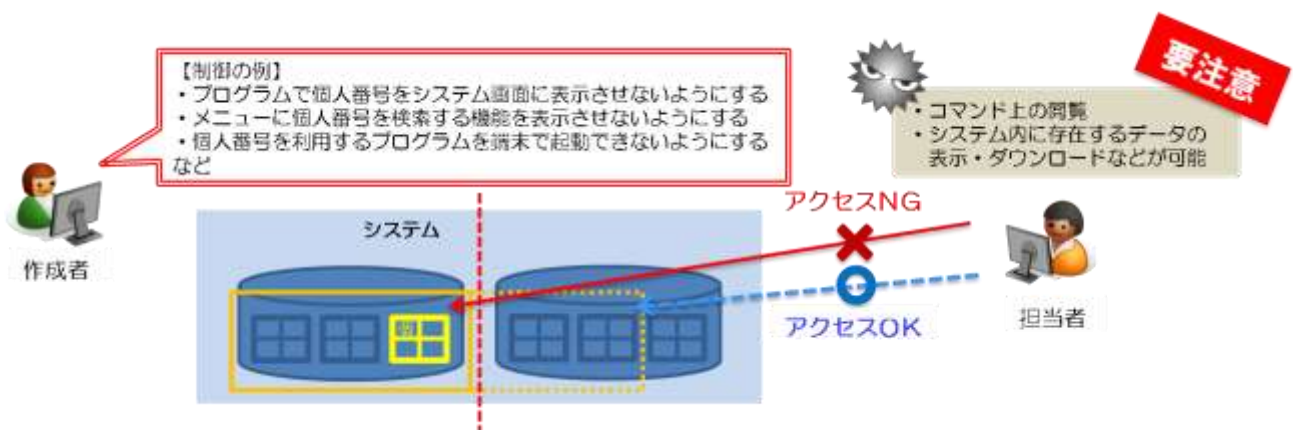 【制御の例】
・プログラムで個人番号をシステム画面に表示させないようにする
・メニューに個人番号を検索する機能を表示させないようにする
・個人番号を利用するプログラムを端末で起動できないようにする
など
要注意
・コマンド上の閲覧
・システム内に存在するデータの
表示・ダウンロードなどが可能
アクセスNG
システム
作成者
個
アクセスOK
担当者